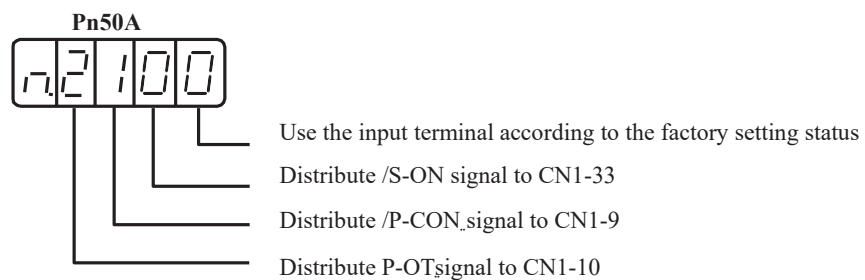 Pn50A
n.2100
Use the input terminal according to the factory setting status
Distribute /S-ON signal to CN1-33
Distribute /P-CON signal to CN1-9
Distribute P-OTsignal to CN1-10